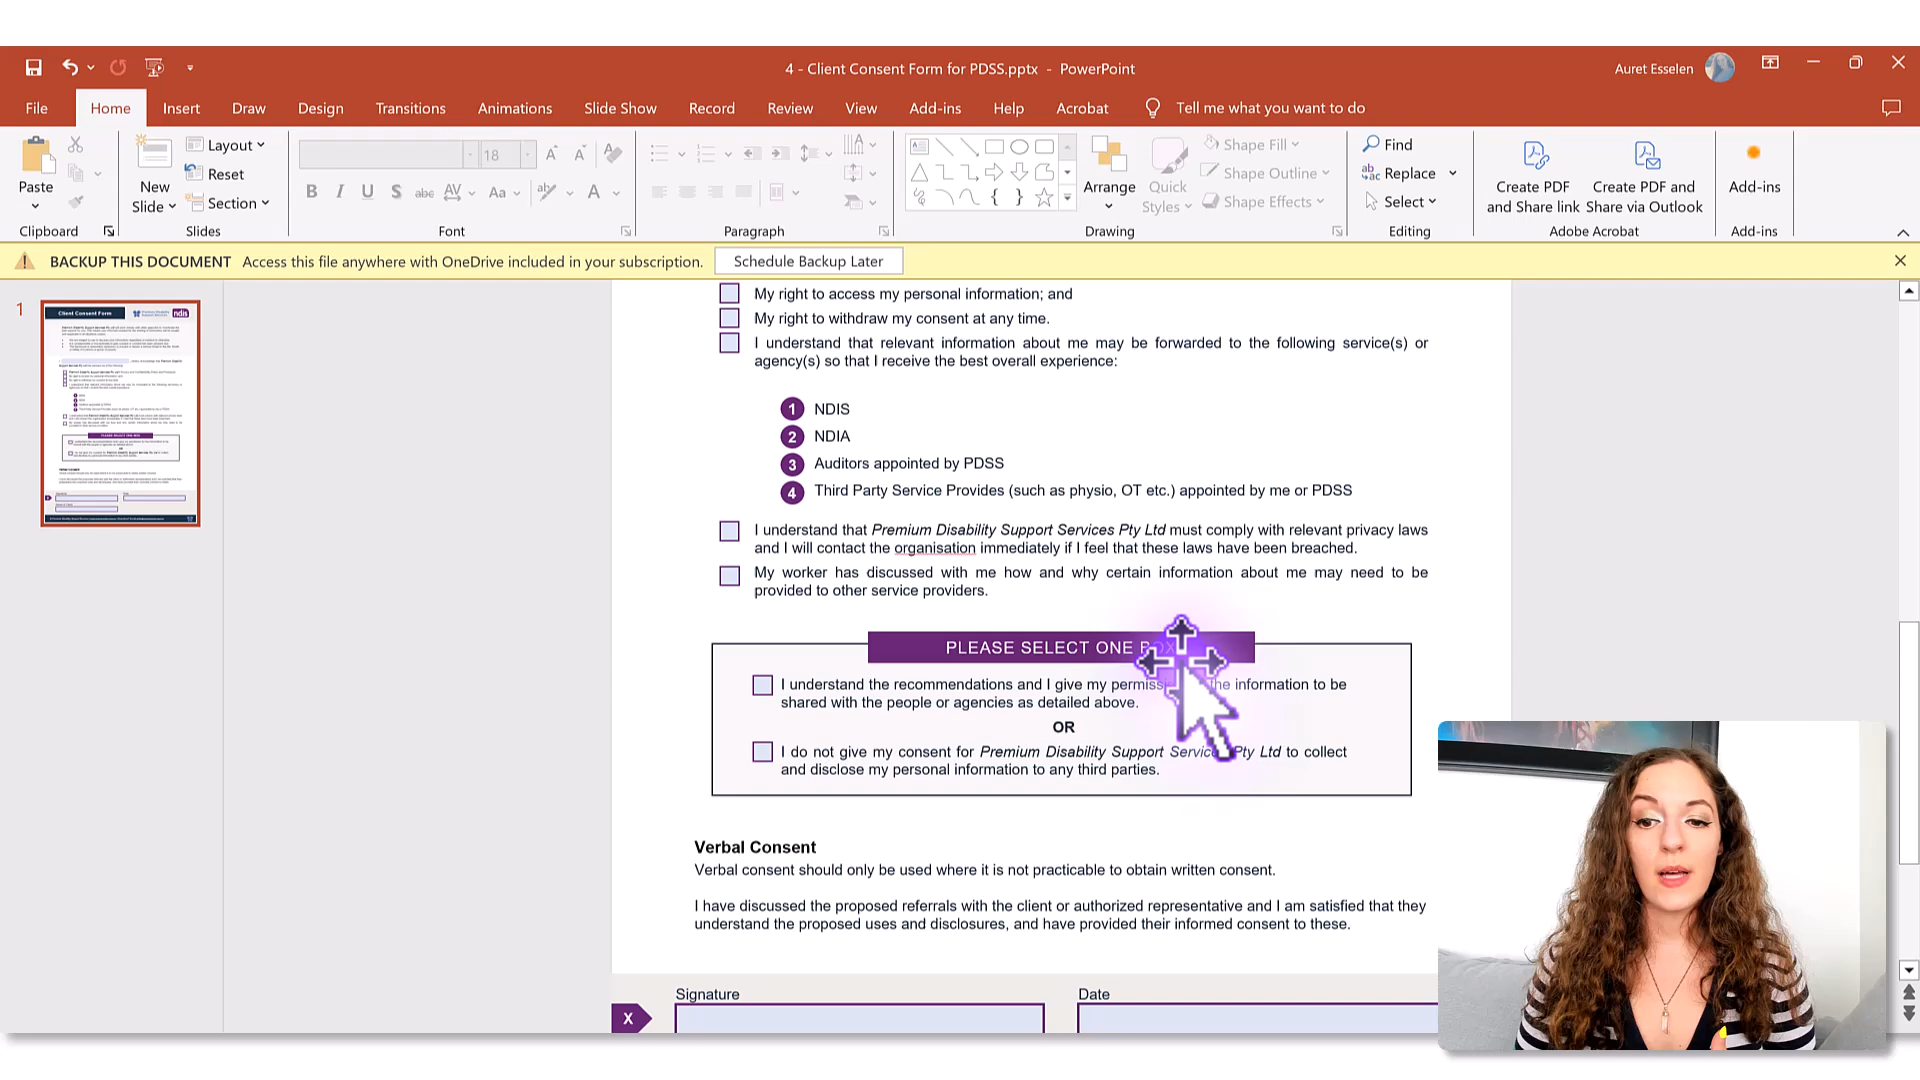 4 - Client Consent Form for PDSS.pptx - PowerPoint
Auret Esselen
File Home Insert Draw Design Transitions Animations Slide Show Record Review View Add-ins Help Acrobat Tell me what you want to do
Paste
Clipboard
New Slide
Layout
Reset
Section
Slides
18
B I U S abc AV Aa A
Font
Paragraph
Arrange
Quick Styles
Shape Fill
Shape Outline
Shape Effects
Drawing
Find
Replace
Select
Editing
Create PDF and Share link
Create PDF and Share via Outlook
Adobe Acrobat
Add-ins
Add-ins
BACKUP THIS DOCUMENT Access this file anywhere with OneDrive included in your subscription. Schedule Backup Later
1
Client Consent Form
ndis
My right to access my personal information; and
My right to withdraw my consent at any time.
I understand that relevant information about me may be forwarded to the following service(s) or
agency(s) so that I receive the best overall experience:
1 NDIS
2 NDIA
3 Auditors appointed by PDSS
4 Third Party Service Provides (such as physio, OT etc.) appointed by me or PDSS
I understand that Premium Disability Support Services Pty Ltd must comply with relevant privacy laws
and I will contact the organisation immediately if I feel that these laws have been breached.
My worker has discussed with me how and why certain information about me may need to be
provided to other service providers.
PLEASE SELECT ONE BOX
I understand the recommendations and I give my the information to be
shared with the people or agencies as detailed above.
OR
I do not give my consent for Premium Disability Support Pty Ltd to collect
and disclose my personal information to any third parties.
Verbal Consent
Verbal consent should only be used where it is not practicable to obtain written consent.
I have discussed the proposed referrals with the client or authorized representative and I am satisfied that they
understand the proposed uses and disclosures, and have provided their informed consent to these.
Signature
Date
X